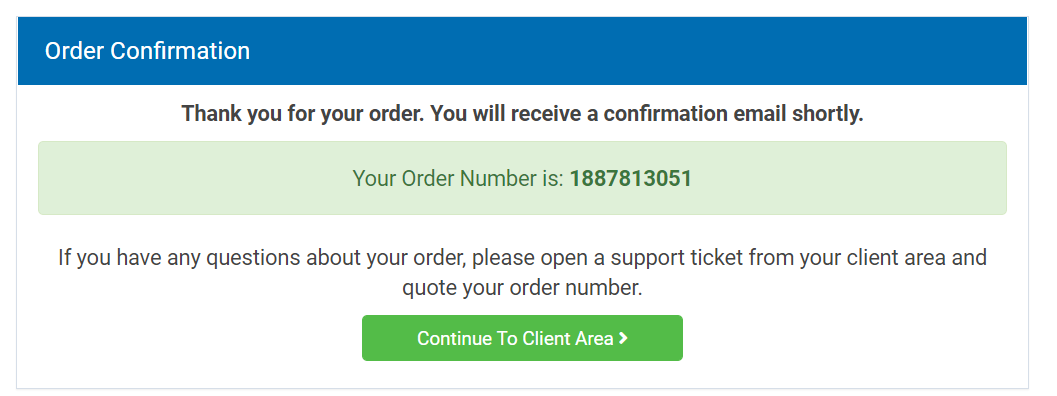 Order Confirmation
Thank you for your order. You will receive a confirmation email shortly.
Your Order Number is: 1887813051
If you have any questions about your order, please open a support ticket from your client area and
quote your order number.
Continue To Client Area